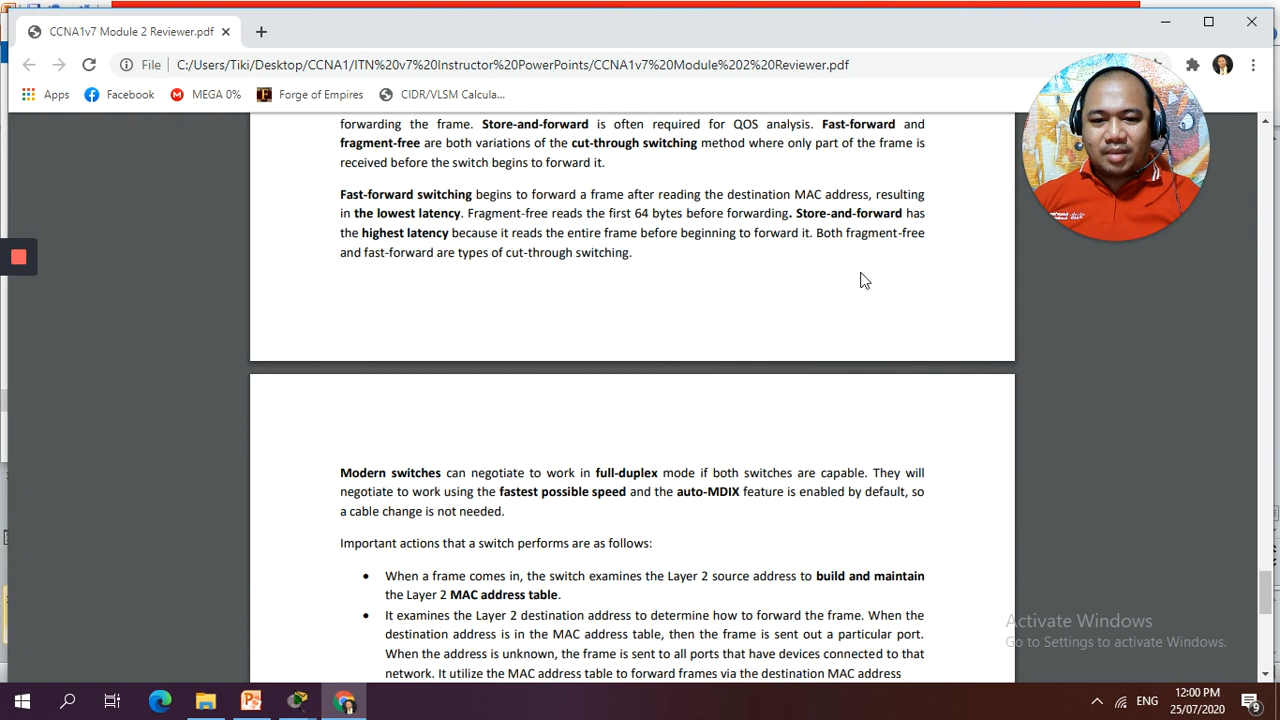 CCNA1v7 Module 2 Reviewer.pdf
File
C:/Users/Tiki/Desktop/CCNA1/ITN%20v7%20Instructor%20PowerPoints/CCNA1v7%20Module%202%20Reviewer.pdf
Apps
Facebook
MEGA 0%
Forge of Empires
CIDR/VLSM Calcula...
forwarding the frame. Store-and-forward is often required for QOS analysis. Fast-forward and
fragment-free are both variations of the cut-through switching method where only part of the frame is
received before the switch begins to forward it.
Fast-forward switching begins to forward a frame after reading the destination MAC address, resulting
in the lowest latency. Fragment-free reads the first 64 bytes before forwarding. Store-and-forward has
the highest latency because it reads the entire frame before beginning to forward it. Both fragment-free
and fast-forward are types of cut-through switching.
Modern switches can negotiate to work in full-duplex mode if both switches are capable. They will
negotiate to work using the fastest possible speed and the auto-MDIX feature is enabled by default, so
a cable change is not needed.
Important actions that a switch performs are as follows:
• When a frame comes in, the switch examines the Layer 2 source address to build and maintain
the Layer 2 MAC address table.
• It examines the Layer 2 destination address to determine how to forward the frame. When the
destination address is in the MAC address table, then the frame is sent out a particular port.
When the address is unknown, the frame is sent to all ports that have devices connected to that
network. It utilize the MAC address table to forward frames via the destination MAC address
Activate Windows
Go to Settings to activate Windows.
ENG
12:00 PM
25/07/2020
9